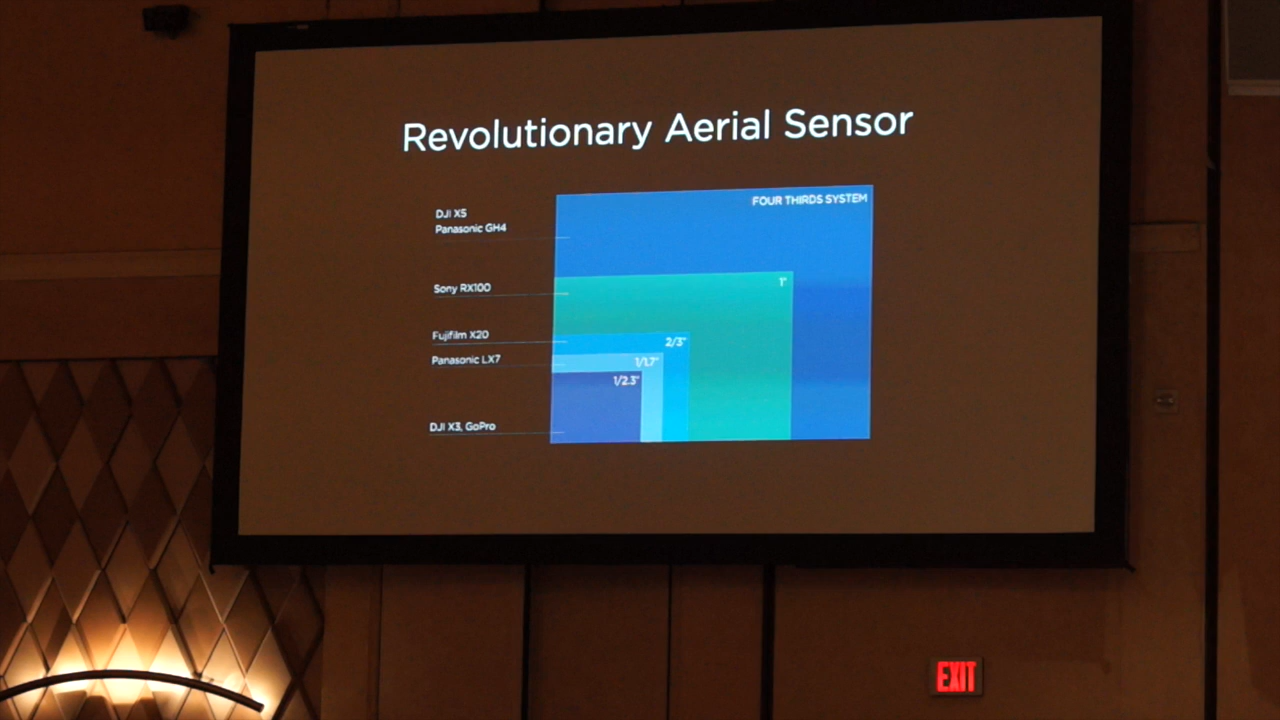 Revolutionary Aerial Sensor
DJI X5
Panasonic GH4
FOUR THIRDS SYSTEM
Sony RX100
1"
Fujifilm X20
2/3"
Panasonic LX7
1/1.7"
1/2.3"
DJI X3, GoPro
EXIT